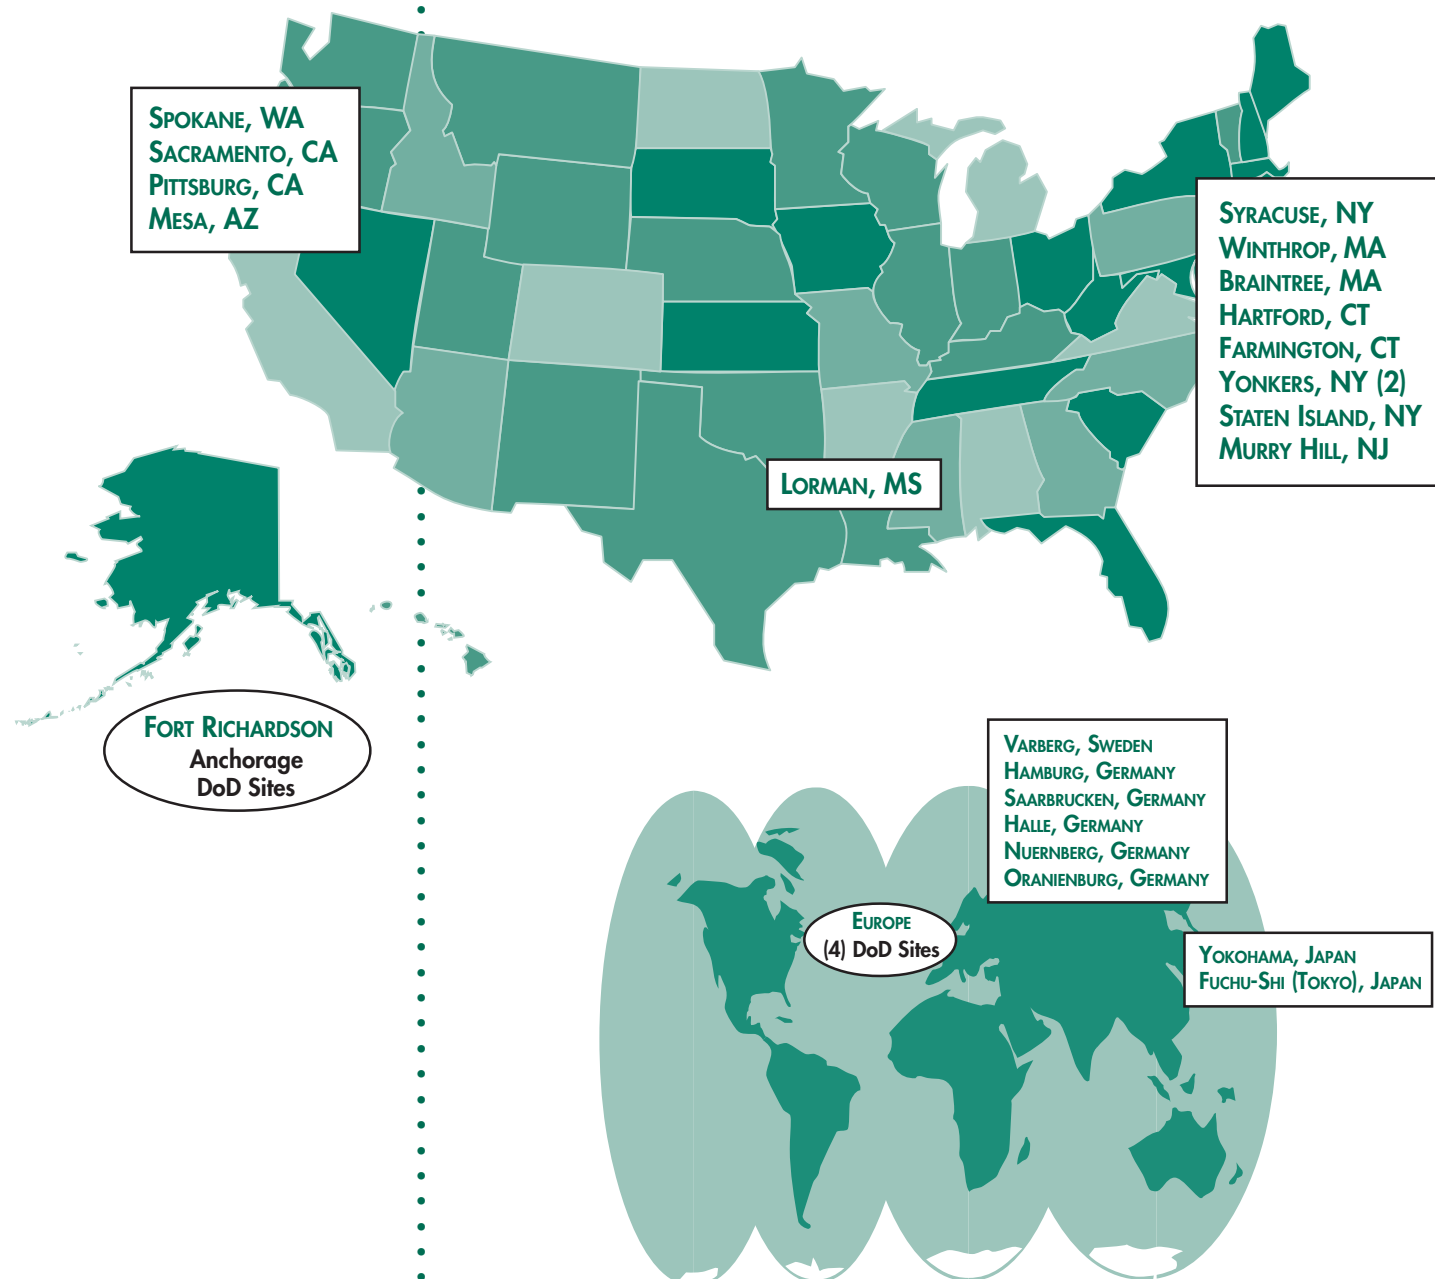 Spokane, WA
Sacramento, CA
Pittsburg, CA
Mesa, AZ
Syracuse, NY
Winthrop, MA
Braintree, MA
Hartford, CT
Farmington, CT
Yonkers, NY (2)
Staten Island, NY
Murry Hill, NJ
Lorman, MS
Fort Richardson
Anchorage
DoD Sites
Varberg, Sweden
Hamburg, Germany
Saarbrucken, Germany
Halle, Germany
Nuernberg, Germany
Oranienburg, Germany
Europe
(4) DoD Sites
Yokohama, Japan
Fuchu-Shi (Tokyo), Japan